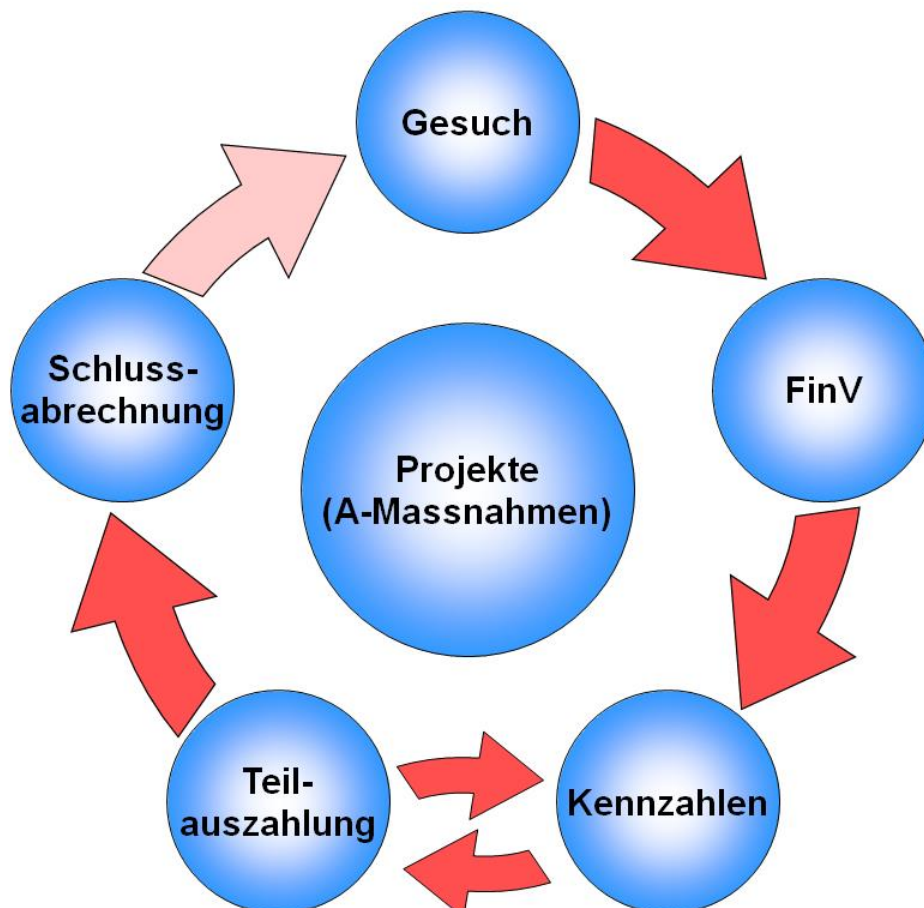 Gesuch
FinV
Kennzahlen
Teil-
auszahlung
Schluss-
abrechnung
Projekte
(A-Massnahmen)